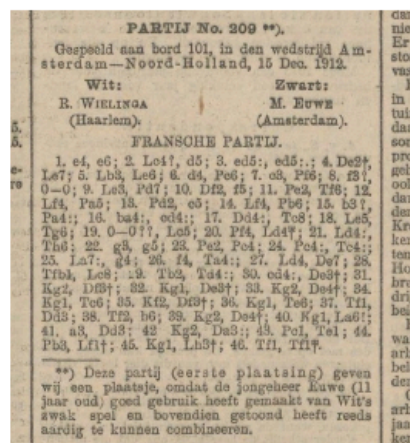 PARTIJ No. 209 **).
Gespeeld aan bord 101, in den wedstrijd Am-
sterdam—Noord-Holland, 15 Dec. 1912.
Wit: Zwart:
R. WIELINGA M. EUWE
(Haarlem). (Amsterdam).
FRANSCHE PARTIJ.
1. e4, e6; 2. Lc4?, d5; 3. ed5:, ed5:.; 4. De2†,
Le7; 5. Lb3, Le6; 6. d4, Pc6; 7. c3, Pf6; 8. f3?,
0—0; 9. Le3, Pd7; 10. Df2, f5; 11. Pe2, Tf6; 12.
Lf4, Pa5; 13. Pd2, c5; 14. Lf4, Pb6; 15. b3?,
Pa4:; 16. ba4:, cd4:; 17. Dd4:, Tc8; 18. Le5,
Tg6; 19. 0—0??, Lc5; 20. Pf4, Ld4†; 21. Ld4:
Th6; 22. g3, g5; 23. Pe2, Pc4; 24. Pc4:, Tc4:;
25. La7:, g4; 26. f4, Ta4:; 27. Ld4, De7; 28.
Tfb1, Lc8; 29. Tb2, Td4:; 30. cd4:, De3†; 31.
Kg2, Df3†; 32. Kg1, De3†; 33. Kg2, De4†; 34.
Kg1, Tc6; 35. Kf2, Df3†; 36. Kg1, Te6; 37. Tf1,
Dd3; 38. Tf2, b6; 39. Kg2, De4†; 40. Kg1, La6!;
41. a3, Dd3; 42 Kg2, Da3:; 43. Pc1, Te1; 44.
Pb3, Lf1†; 45. Kg1, Lh3†; 46. Tf1, Tf1‡.
**) Deze partij (eerste plaatsing) geven
wij een plaatsje, omdat de jongeheer Euwe (11
jaar oud) goed gebruik heeft gemaakt van Wit's
zwak spel en bovendien getoond heeft reeds
aardig te kunnen combineeren.